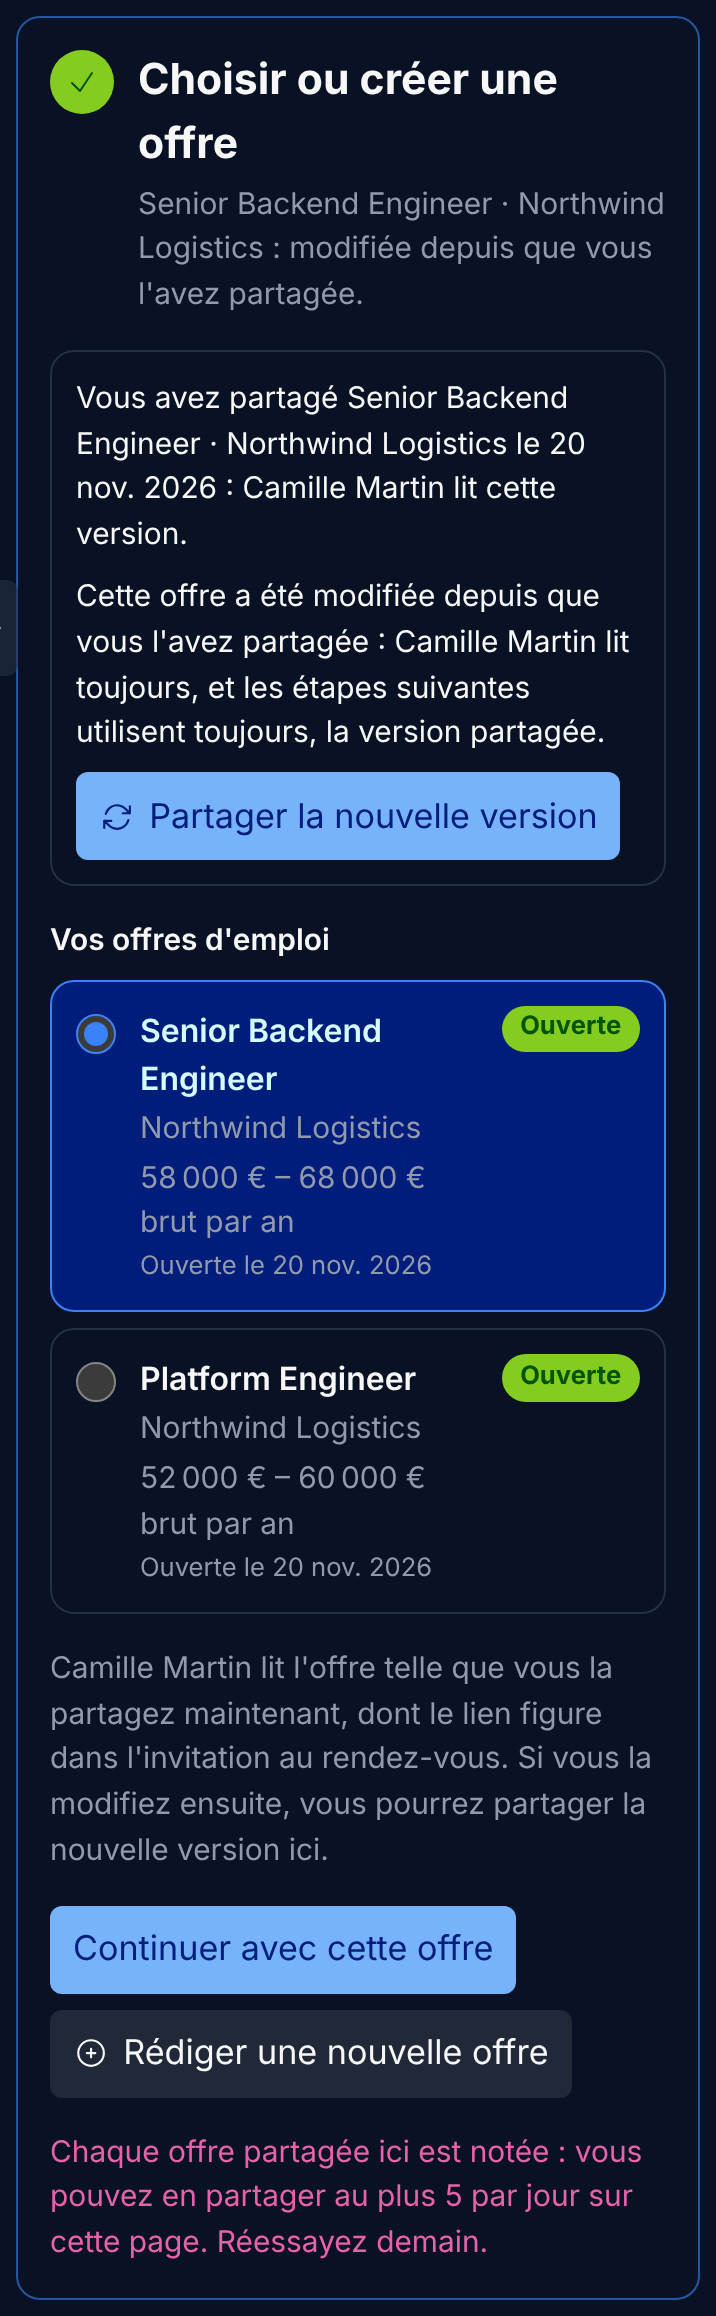 Choisir ou créer une
offre
Senior Backend Engineer · Northwind
Logistics : modifiée depuis que vous
l'avez partagée.
Vous avez partagé Senior Backend
Engineer · Northwind Logistics le 20
nov. 2026 : Camille Martin lit cette
version.
Cette offre a été modifiée depuis que
vous l'avez partagée : Camille Martin lit
toujours, et les étapes suivantes
utilisent toujours, la version partagée.
Partager la nouvelle version
Vos offres d'emploi
Senior Backend
Engineer
Ouverte
Northwind Logistics
58 000 € – 68 000 €
brut par an
Ouverte le 20 nov. 2026
Platform Engineer
Ouverte
Northwind Logistics
52 000 € – 60 000 €
brut par an
Ouverte le 20 nov. 2026
Camille Martin lit l'offre telle que vous la
partagez maintenant, dont le lien figure
dans l'invitation au rendez-vous. Si vous la
modifiez ensuite, vous pourrez partager la
nouvelle version ici.
Continuer avec cette offre
Rédiger une nouvelle offre
Chaque offre partagée ici est notée : vous
pouvez en partager au plus 5 par jour sur
cette page. Réessayez demain.